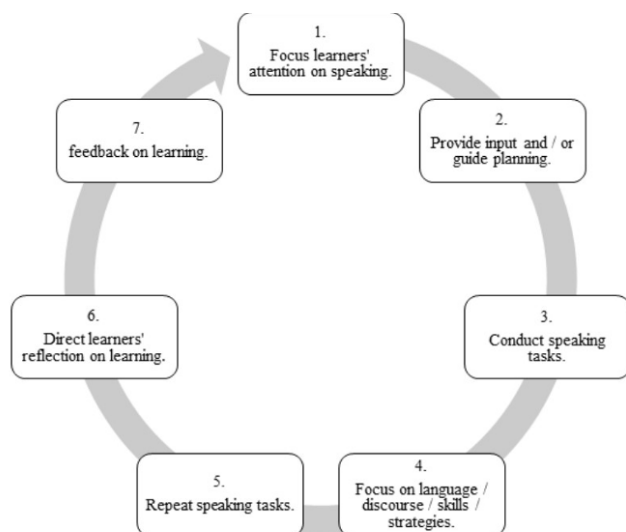 1.
Focus learners'
attention on speaking.
2.
Provide input and / or
guide planning.
3.
Conduct speaking
tasks.
4.
Focus on language /
discourse / skills /
strategies.
5.
Repeat speaking tasks.
6.
Direct learners'
reflection on learning.
7.
feedback on learning.